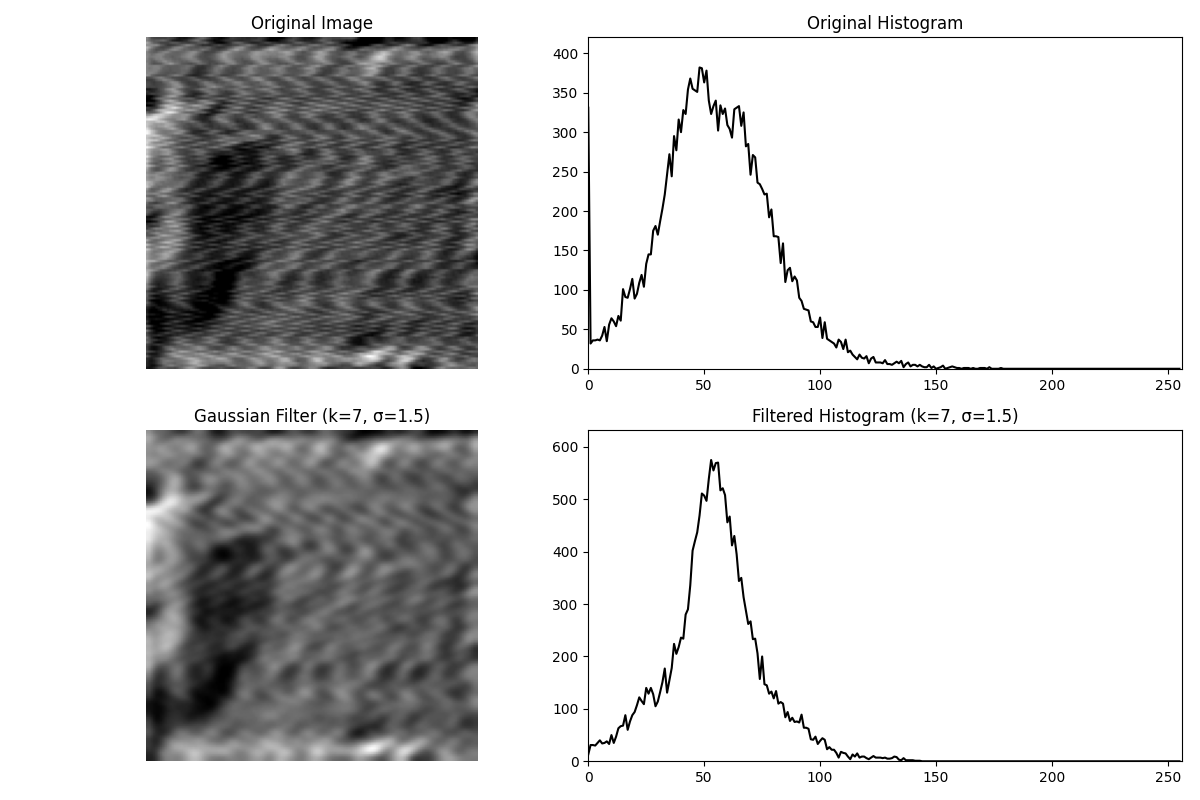 Original Image
Original Histogram
400
350
300
250
200
150
100
50
0
0 50 100 150 200 250
Gaussian Filter (k=7, σ=1.5)
Filtered Histogram (k=7, σ=1.5)
600
500
400
300
200
100
0
0 50 100 150 200 250